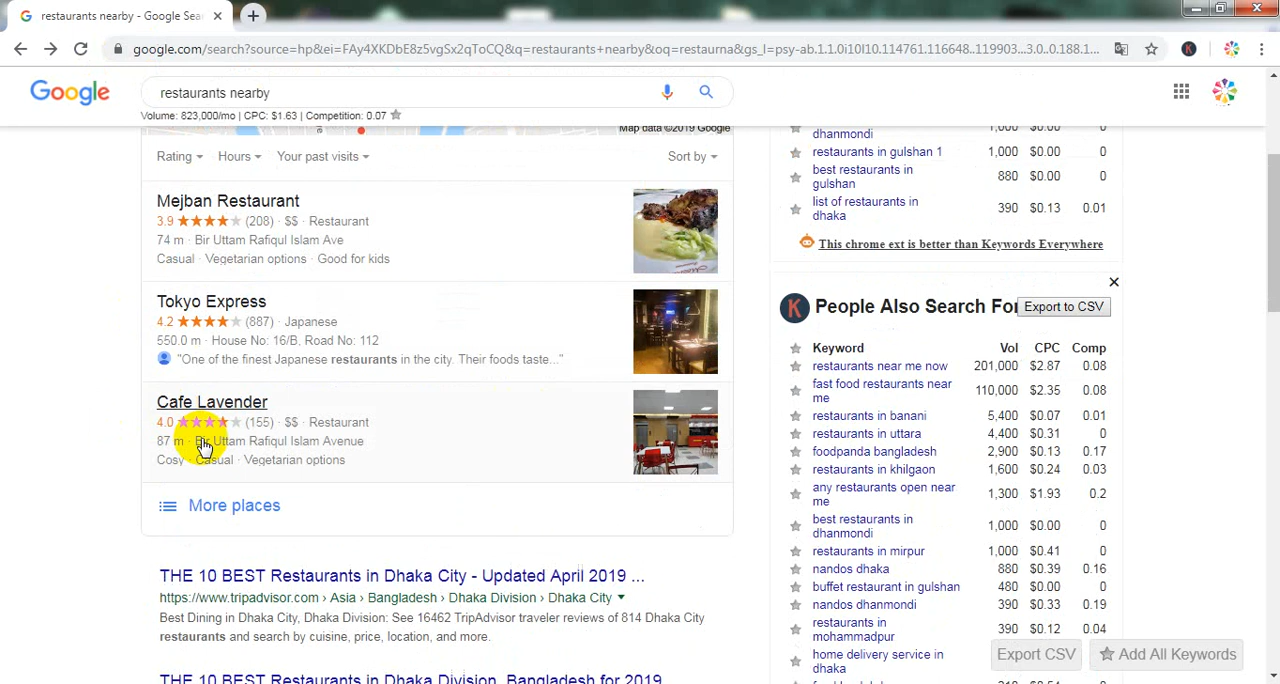 restaurants nearby - Google Sear
google.com/search?source=hp&ei=FAy4XKDbE8z5vgSx2qToCQ&q=restaurants+nearby&oq=restaurna&gs_l=psy-ab.1.1.0i10l10.114761.116648..119903...3.0..0.188.1...
Google
restaurants nearby
Volume: 823,000/mo | CPC: $1.63 | Competition: 0.07
Map data ©2019 Google
Rating Hours Your past visits Sort by
Mejban Restaurant
3.9 (208) · $$ · Restaurant
74 m · Bir Uttam Rafiqul Islam Ave
Casual · Vegetarian options · Good for kids
Tokyo Express
4.2 (887) · Japanese
550.0 m · House No: 16/B, Road No: 112
"One of the finest Japanese restaurants in the city. Their foods taste..."
Cafe Lavender
4.0 (155) · $$ · Restaurant
87 m · Bir Uttam Rafiqul Islam Avenue
Cosy · Casual · Vegetarian options
More places
THE 10 BEST Restaurants in Dhaka City - Updated April 2019 ...
https://www.tripadvisor.com › Asia › Bangladesh › Dhaka Division › Dhaka City
Best Dining in Dhaka City, Dhaka Division: See 16462 TripAdvisor traveler reviews of 814 Dhaka City
restaurants and search by cuisine, price, location, and more.
THE 10 BEST Restaurants in Dhaka Division, Bangladesh for 2019
dhanmondi 1,000 $0.00 0
restaurants in gulshan 1 1,000 $0.00 0
best restaurants in
gulshan 880 $0.00 0
list of restaurants in
dhaka 390 $0.13 0.01
This chrome ext is better than Keywords Everywhere
K People Also Search For Export to CSV
Keyword Vol CPC Comp
restaurants near me now 201,000 $2.87 0.08
fast food restaurants near
me 110,000 $2.35 0.08
restaurants in banani 5,400 $0.07 0.01
restaurants in uttara 4,400 $0.31 0
foodpanda bangladesh 2,900 $0.13 0.17
restaurants in khilgaon 1,600 $0.24 0.03
any restaurants open near
me 1,300 $1.93 0.2
best restaurants in
dhanmondi 1,000 $0.00 0
restaurants in mirpur 1,000 $0.41 0
nandos dhaka 880 $0.39 0.16
buffet restaurant in gulshan 480 $0.00 0
nandos dhanmondi 390 $0.33 0.19
restaurants in
mohammadpur 390 $0.12 0.04
home delivery service in
dhaka
Export CSV Add All Keywords